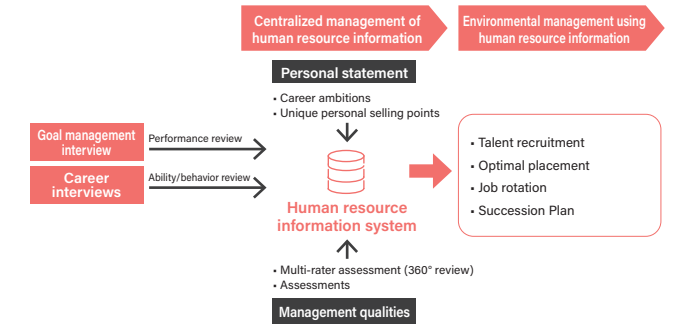 Centralized management of
human resource information
Environmental management using
human resource information
Personal statement
• Career ambitions
• Unique personal selling points
Goal management
interview
Performance review
Career
interviews
Ability/behavior review
Human resource
information system
• Talent recruitment
• Optimal placement
• Job rotation
• Succession Plan
• Multi-rater assessment (360° review)
• Assessments
Management qualities